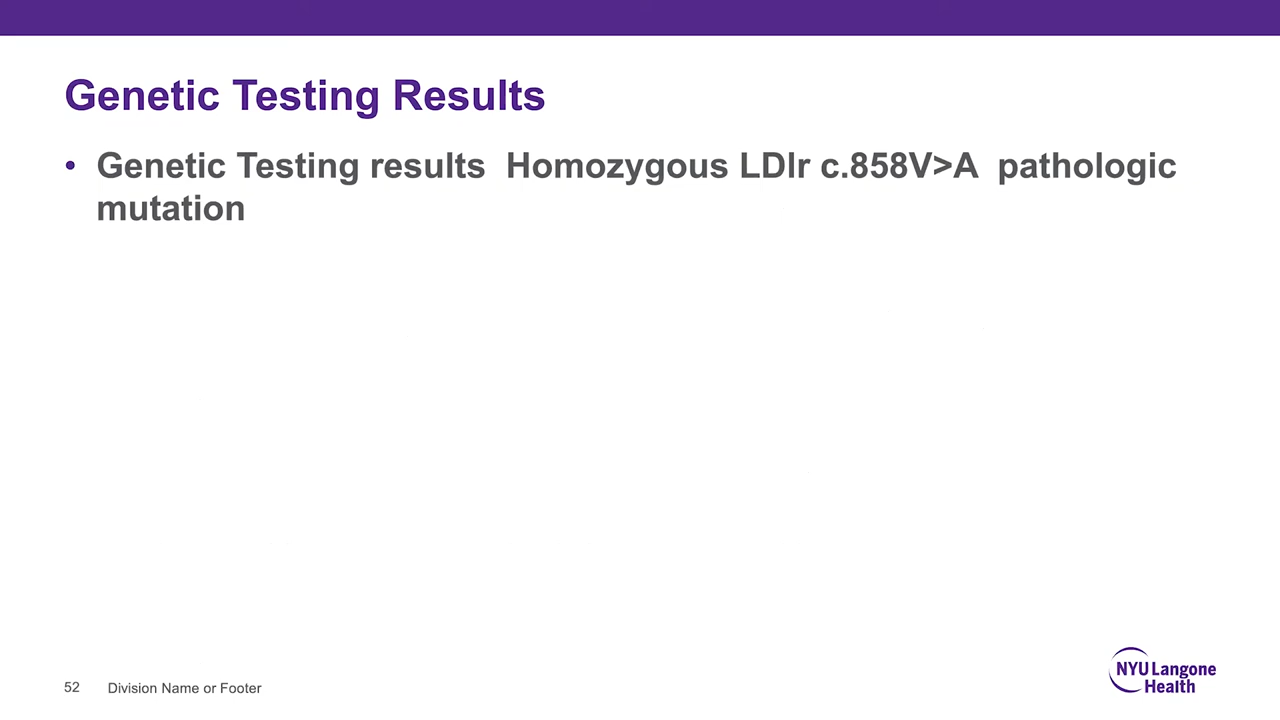 Genetic Testing Results
• Genetic Testing results  Homozygous LDlr c.858V>A  pathologic
mutation
52 Division Name or Footer
NYU Langone
Health